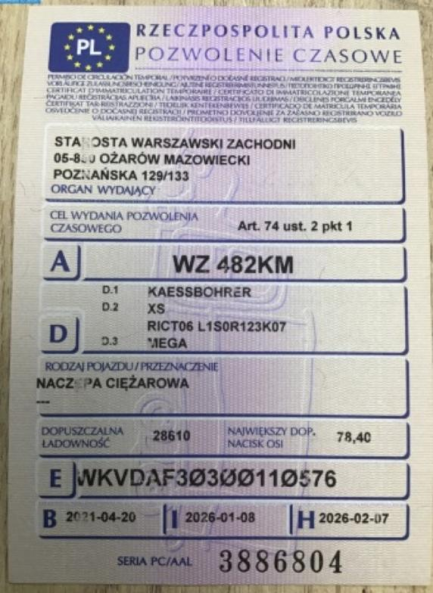 PL
RZECZPOSPOLITA POLSKA
POZWOLENIE CZASOWE
STAROSTA WARSZAWSKI ZACHODNI
05-850 OŻARÓW MAZOWIECKI
POZNAŃSKA 129/133
ORGAN WYDAJĄCY
CEL WYDANIA POZWOLENIA
CZASOWEGO Art. 74 ust. 2 pkt 1
A WZ 482KM
D.1 KAESSBOHRER
D.2 XS
RICT06 L1S0R123K07
D
D.3 MEGA
RODZAJ POJAZDU / PRZEZNACZENIE
NACZEPA CIĘŻAROWA
---
DOPUSZCZALNA ŁADOWNOŚĆ 28610 NAJWIĘKSZY DOP. NACISK OSI 78,40
E WKVDAF3Ø3ØØ11Ø576
B 2021-04-20 I 2026-01-08 H 2026-02-07
SERIA PC/AAL 3886804